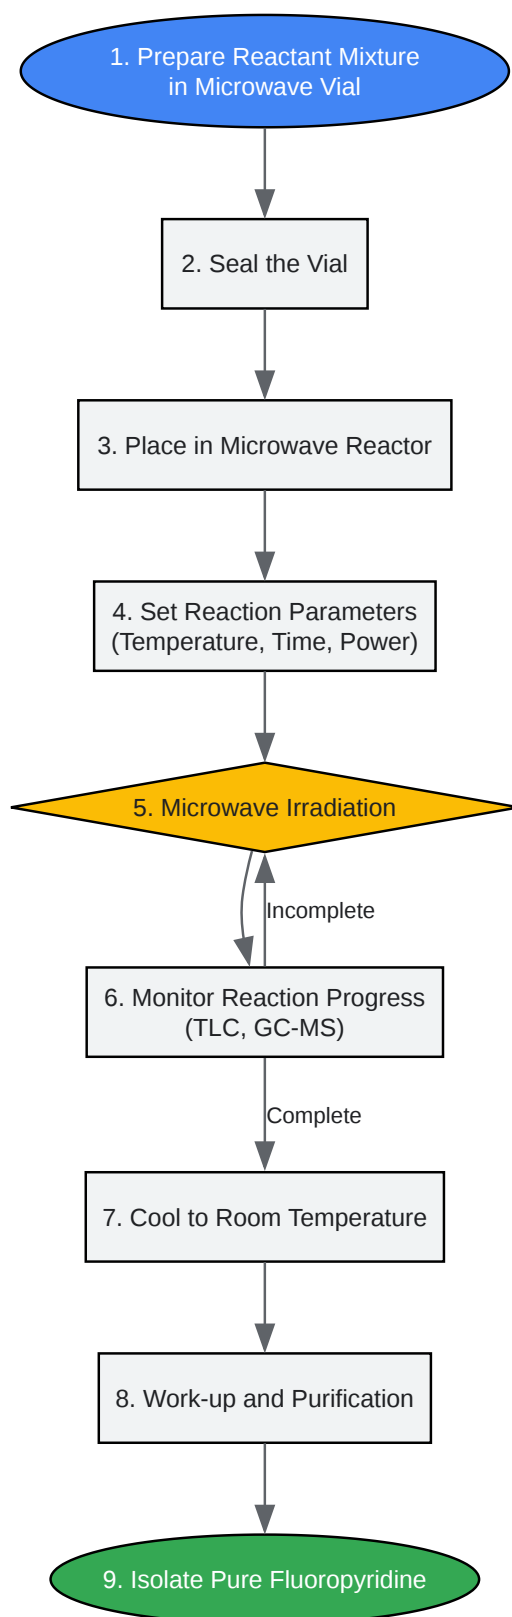 1. Prepare Reactant Mixture
in Microwave Vial
2. Seal the Vial
3. Place in Microwave Reactor
4. Set Reaction Parameters
(Temperature, Time, Power)
5. Microwave Irradiation
Incomplete
6. Monitor Reaction Progress
(TLC, GC-MS)
Complete
7. Cool to Room Temperature
8. Work-up and Purification
9. Isolate Pure Fluoropyridine